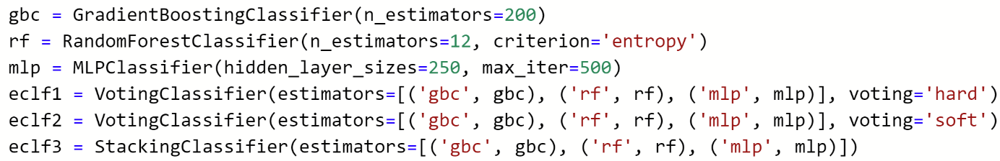 gbc = GradientBoostingClassifier(n_estimators=200)
rf = RandomForestClassifier(n_estimators=12, criterion='entropy')
mlp = MLPClassifier(hidden_layer_sizes=250, max_iter=500)
eclf1 = VotingClassifier(estimators=[('gbc', gbc), ('rf', rf), ('mlp', mlp)], voting='hard')
eclf2 = VotingClassifier(estimators=[('gbc', gbc), ('rf', rf), ('mlp', mlp)], voting='soft')
eclf3 = StackingClassifier(estimators=[('gbc', gbc), ('rf', rf), ('mlp', mlp)])